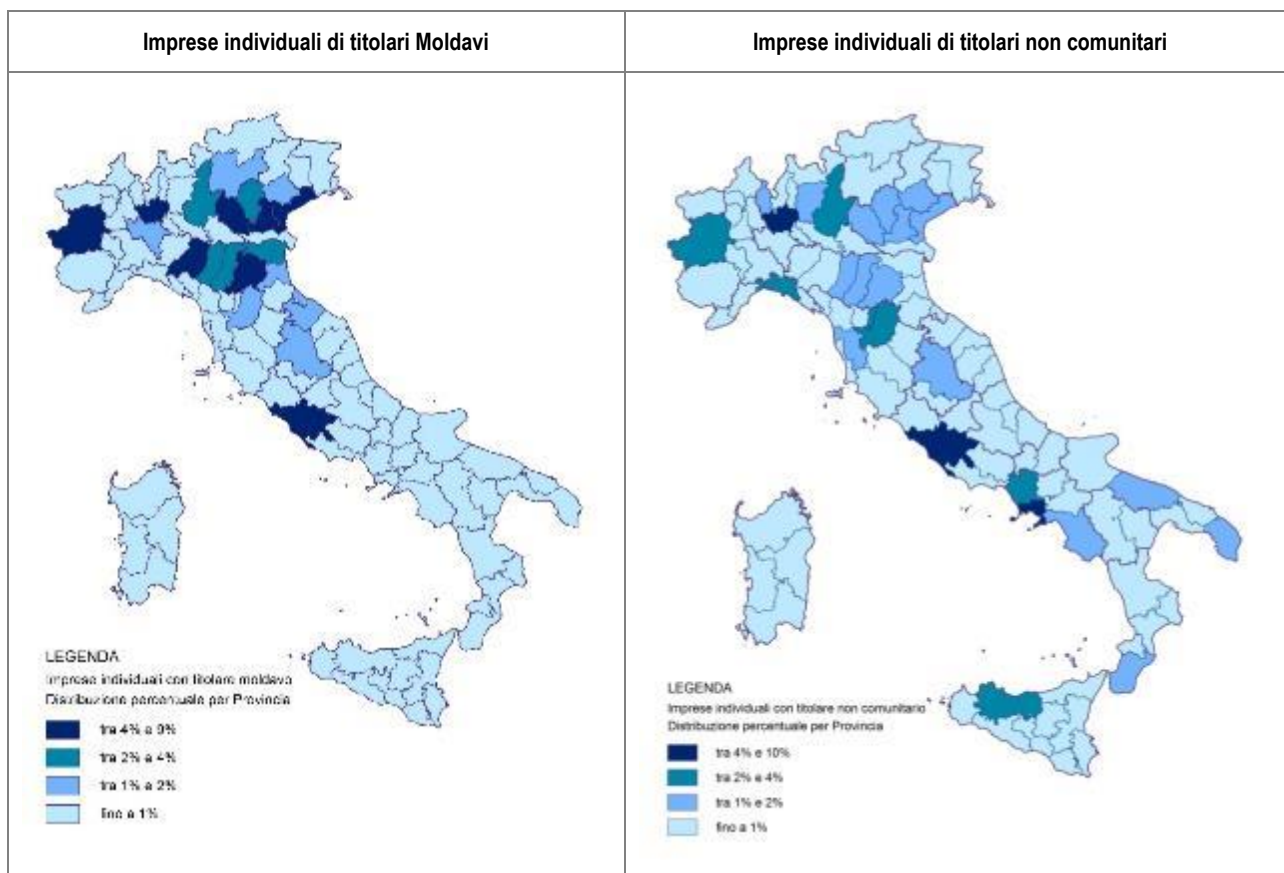 Imprese individuali di titolari Moldavi
Imprese individuali di titolari non comunitari
LEGENDA
Imprese individuali con titolare moldavo
Distribuzione percentuale per Provincia
tra 4% e 9%
tra 2% e 4%
tra 1% e 2%
fino a 1%
LEGENDA
Imprese individuali con titolare non comunitario
Distribuzione percentuale per Provincia
tra 4% e 10%
tra 2% e 4%
tra 1% e 2%
fino a 1%